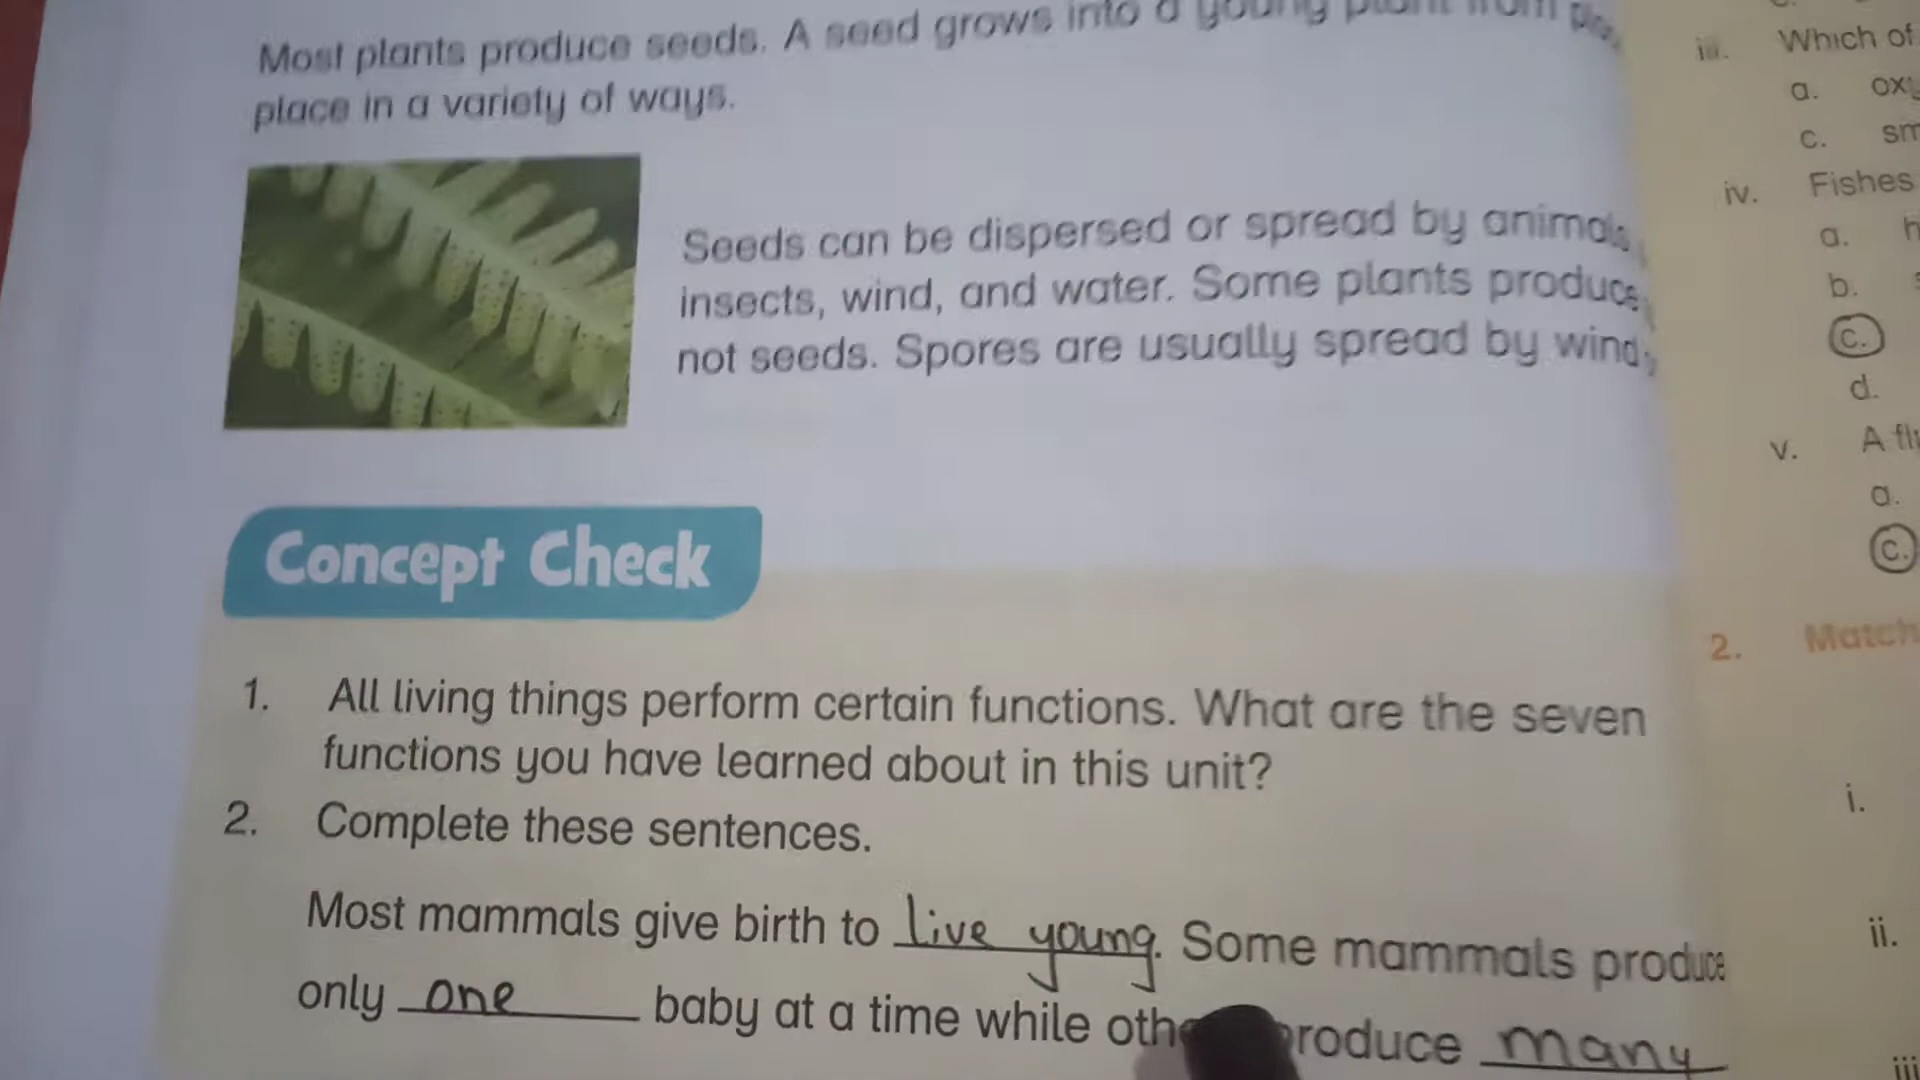 Most plants produce seeds. A seed grows into a young plant from
place in a variety of ways.
Seeds can be dispersed or spread by animals,
insects, wind, and water. Some plants produce
not seeds. Spores are usually spread by wind
Concept Check
1. All living things perform certain functions. What are the seven
functions you have learned about in this unit?
2. Complete these sentences.
Most mammals give birth to live young. Some mammals produce
only one baby at a time while produce many
iii. Which of
a.
c.
iv. Fishes
a.
b.
c.
d.
v. A
a.
c.
2. Match
i.
ii.
iii